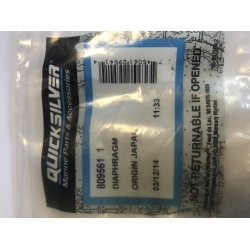 QUICKSILVER
Marine Parts & Accessories
809561 1
DIAPHRAGM
ORIGIN JAPAN
03/12/14 11:33
NOT RETURNABLE IF OPENED